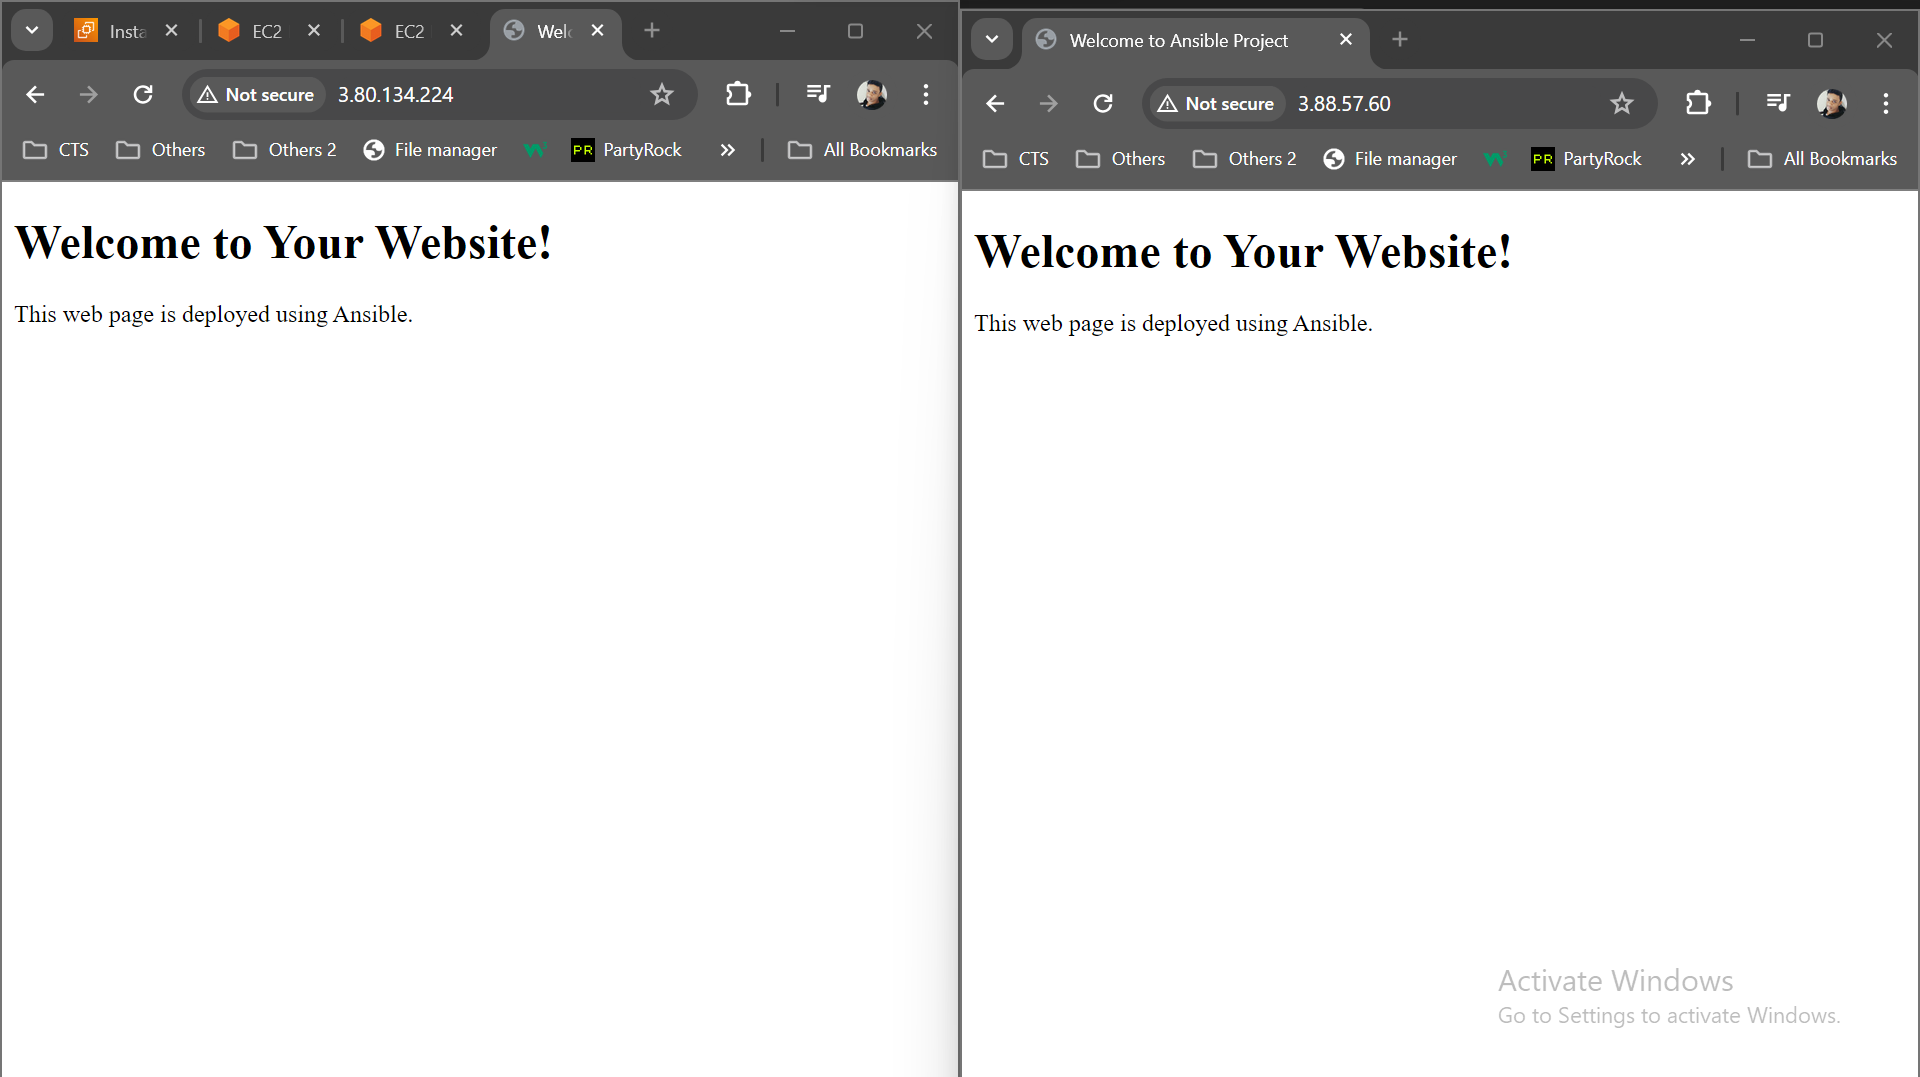 Insta
EC2
EC2
Welc
Not secure
3.80.134.224
CTS
Others
Others 2
File manager
PR
PartyRock
All Bookmarks
Welcome to Your Website!
This web page is deployed using Ansible.
Welcome to Ansible Project
Not secure
3.88.57.60
CTS
Others
Others 2
File manager
PR
PartyRock
All Bookmarks
Welcome to Your Website!
This web page is deployed using Ansible.
Activate Windows
Go to Settings to activate Windows.